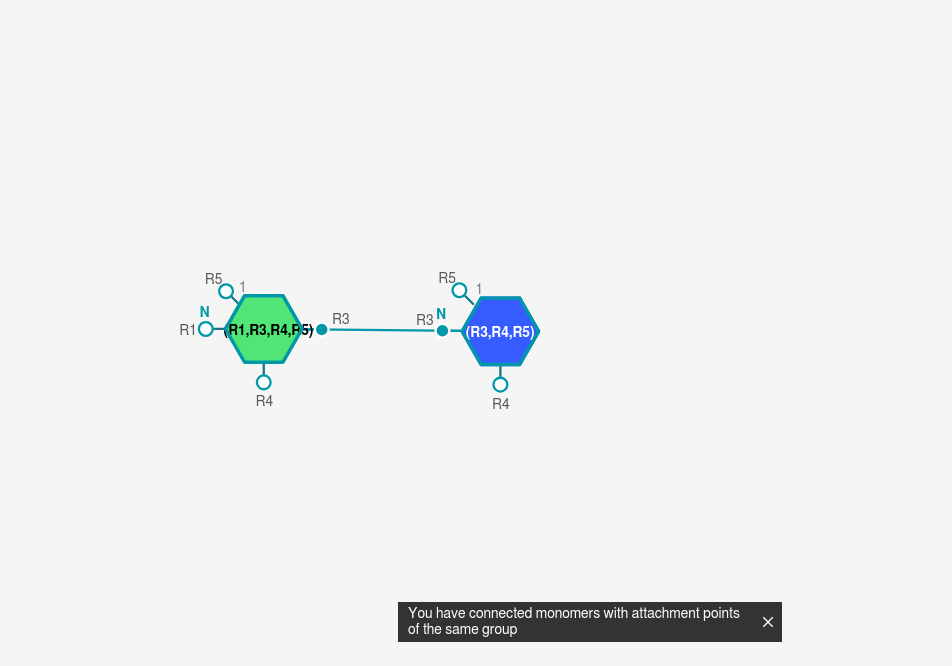 R5 1
N
R1 (R1,R3,R4,R5) R3
R4
R5 1
R3 N
(R3,R4,R5)
R4
You have connected monomers with attachment points
of the same group